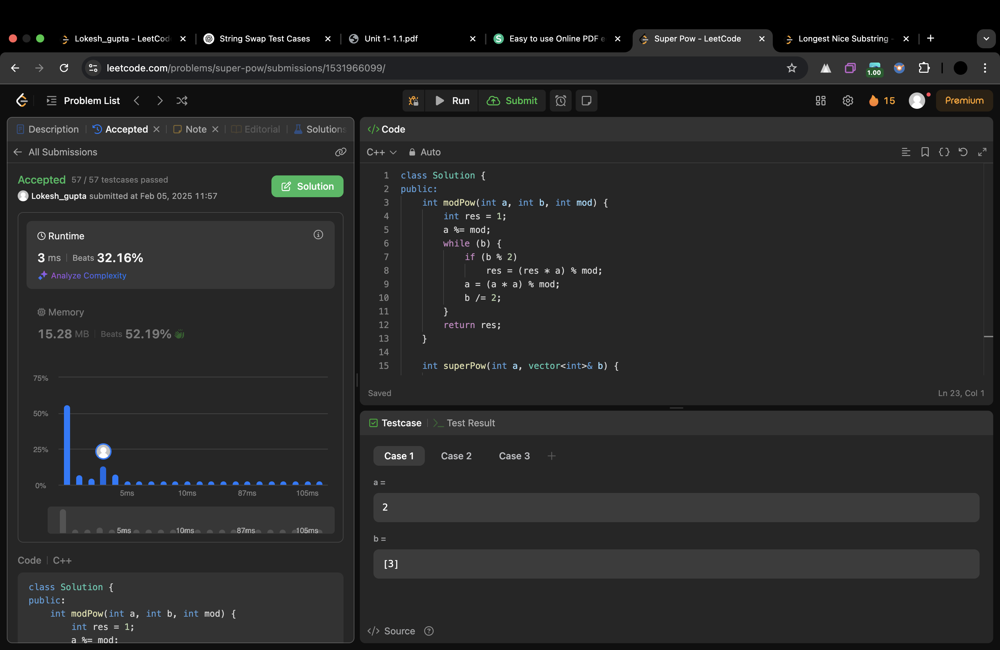 Lokesh_gupta - LeetCod
String Swap Test Cases
Unit 1- 1.1.pdf
Easy to use Online PDF e
Super Pow - LeetCode
Longest Nice Substring -
leetcode.com/problems/super-pow/submissions/1531966099/
1.00
Problem List
Run
Submit
15
Premium
Description
Accepted
Note
Editorial
Solutions
All Submissions
Accepted 57 / 57 testcases passed
Lokesh_gupta submitted at Feb 05, 2025 11:57
Solution
Runtime
3 ms Beats 32.16%
Analyze Complexity
Memory
15.28 MB Beats 52.19%
75%
50%
25%
0%
5ms 10ms 87ms 105ms
5ms 10ms 87ms 105ms
Code C++
class Solution {
public:
    int modPow(int a, int b, int mod) {
        int res = 1;
        a %= mod;
</> Code
C++ Auto
1 class Solution {
2 public:
3     int modPow(int a, int b, int mod) {
4         int res = 1;
5         a %= mod;
6         while (b) {
7             if (b % 2)
8                 res = (res * a) % mod;
9             a = (a * a) % mod;
10             b /= 2;
11         }
12         return res;
13     }
14
15     int superPow(int a, vector<int>& b) {
Saved
Ln 23, Col 1
Testcase
Test Result
Case 1 Case 2 Case 3
a =
2
b =
[3]
</> Source